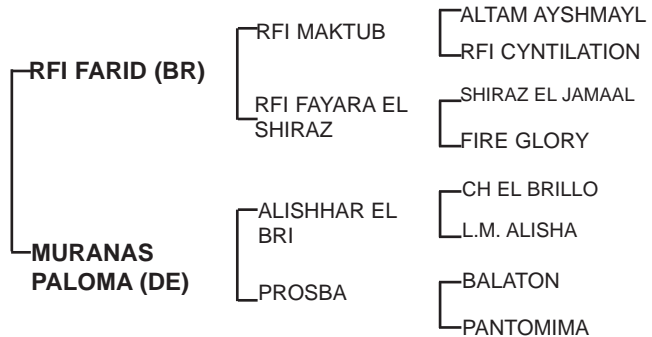 ALTAM AYSHMAYL
RFI MAKTUB
RFI CYNTILATION
RFI FARID (BR)
SHIRAZ EL JAMAAL
RFI FAYARA EL
SHIRAZ
FIRE GLORY
CH EL BRILLO
ALISHHAR EL
BRI
L.M. ALISHA
MURANAS
PALOMA (DE)
BALATON
PROSBA
PANTOMIMA